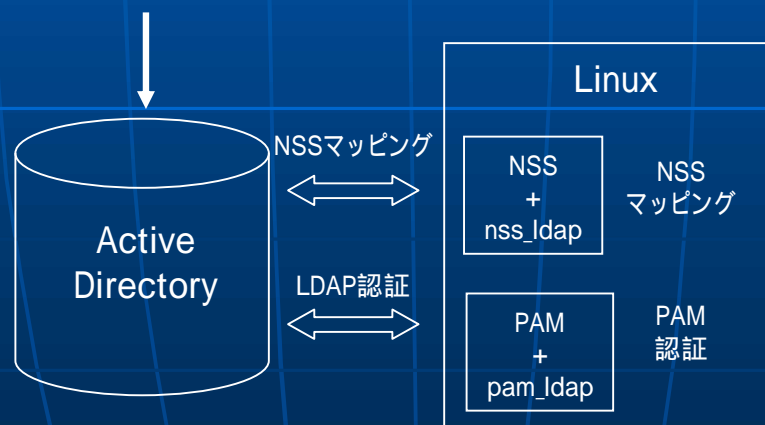 Linux
NSSマッピング
NSS
+
nss_ldap
NSS
マッピング
Active
Directory
LDAP認証
PAM
+
pam_ldap
PAM
認証